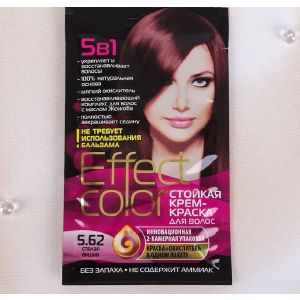 5в1
• укрепляет и
восстанавливает
волосы
• 100% натуральная
основа
• мягкий окислитель
• восстанавливающий
комплекс для волос
с маслом Жожоба
• полностью
закрашивает седину
НЕ ТРЕБУЕТ
ИСПОЛЬЗОВАНИЯ
БАЛЬЗАМА
Effect
color
СТОЙКАЯ
КРЕМ-
КРАСКА
ДЛЯ ВОЛОС
5.62
СПЕЛАЯ
ВИШНЯ
ИННОВАЦИОННАЯ
2-КАМЕРНАЯ УПАКОВКА
КРАСКА+ОКИСЛИТЕЛЬ
В ОДНОМ ПАКЕТЕ
БЕЗ ЗАПАХА • НЕ СОДЕРЖИТ АММИАК